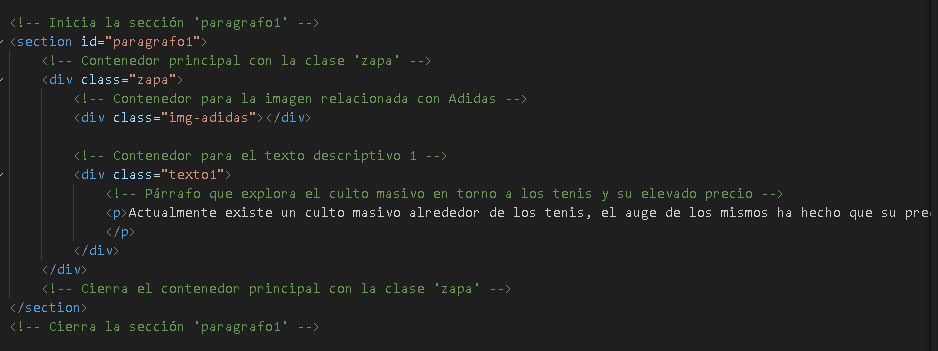 <!-- Inicia la sección 'paragrafo1' -->
<section id="paragrafo1">
<!-- Contenedor principal con la clase 'zapa' -->
<div class="zapa">
<!-- Contenedor para la imagen relacionada con Adidas -->
<div class="img-adidas"></div>
<!-- Contenedor para el texto descriptivo 1 -->
<div class="texto1">
<!-- Párrafo que explora el culto masivo en torno a los tenis y su elevado precio -->
<p>Actualmente existe un culto masivo alrededor de los tenis, el auge de los mismos ha hecho que su
</p>
</div>
</div>
<!-- Cierra el contenedor principal con la clase 'zapa' -->
</section>
<!-- Cierra la sección 'paragrafo1' -->